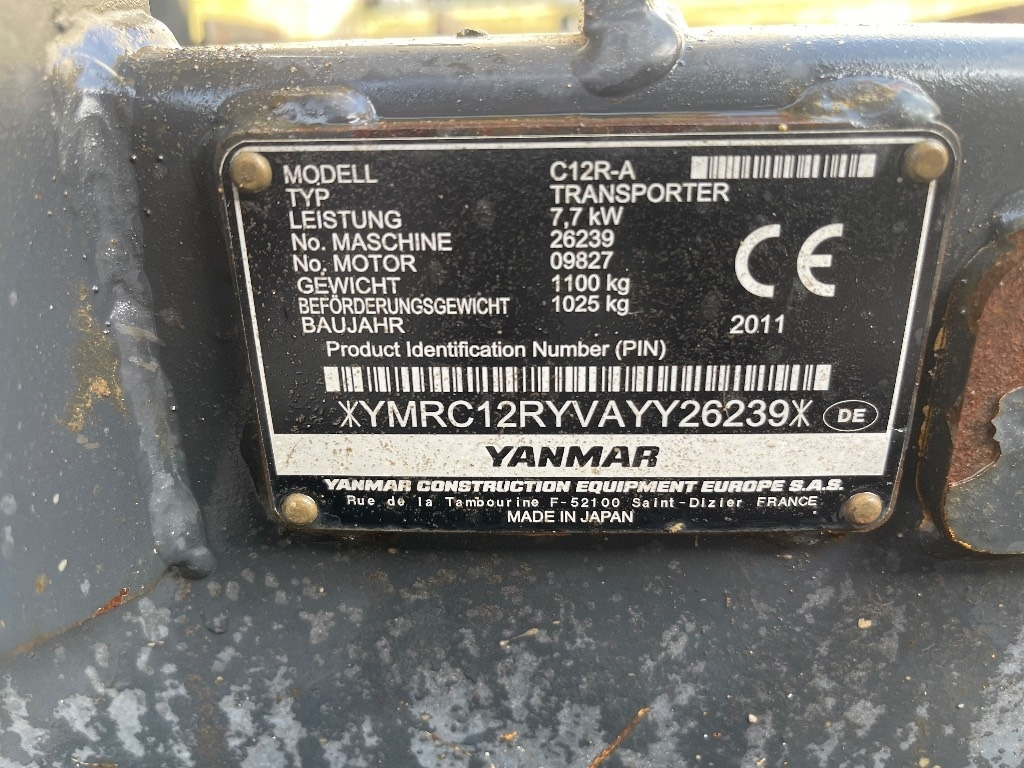 MODELL C12R-A
TYP TRANSPORTER
LEISTUNG 7,7 kW
No. MASCHINE 26239
No. MOTOR 09827
GEWICHT 1100 kg
BEFÖRDERUNGSGEWICHT 1025 kg
BAUJAHR 2011
CE
Product Identification Number (PIN)
*YMRC12RYVAYY26239* DE
YANMAR
YANMAR CONSTRUCTION EQUIPMENT EUROPE S.A.S.
Rue de la Tambourine F-52100 Saint-Dizier FRANCE
MADE IN JAPAN